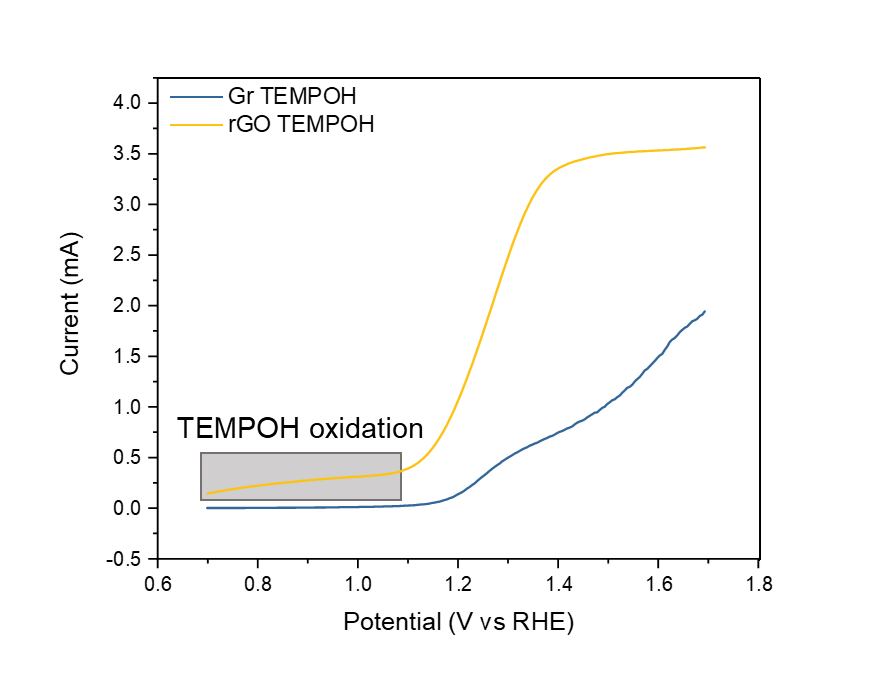 Gr TEMPOH
rGO TEMPOH
TEMPOH oxidation
Current (mA)
4.0
3.5
3.0
2.5
2.0
1.5
1.0
0.5
0.0
-0.5
0.6 0.8 1.0 1.2 1.4 1.6 1.8
Potential (V vs RHE)